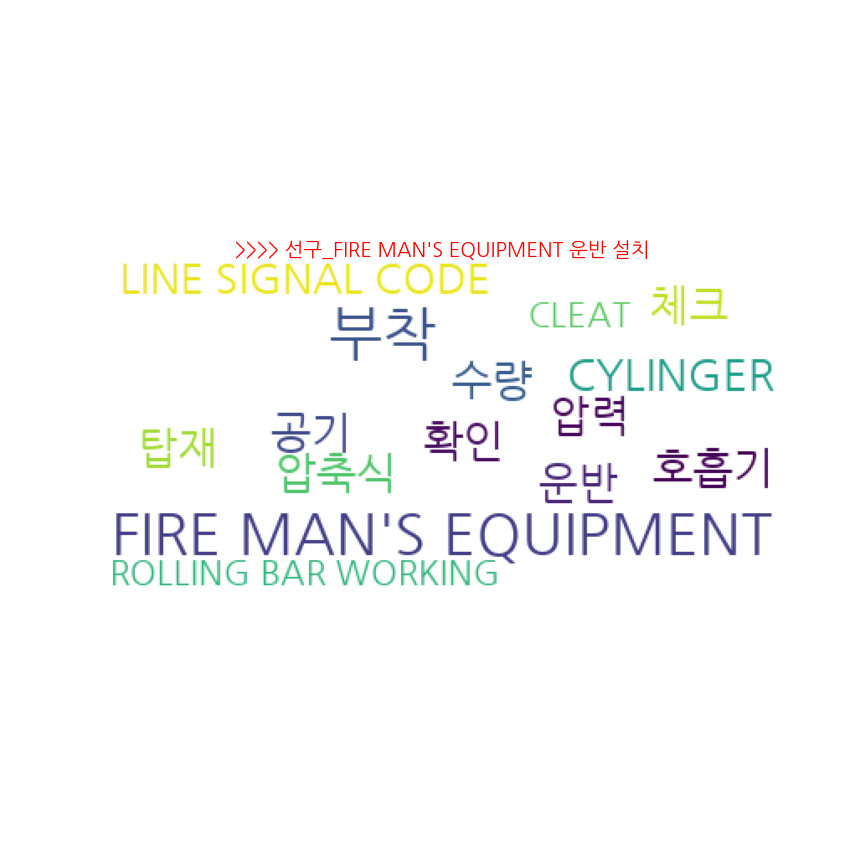 >>>> 선구_FIRE MAN'S EQUIPMENT 운반 설치
LINE SIGNAL CODE
체크
CLEAT
부착
수량
CYLINGER
압력
공기
확인
탑재
압축식
운반
호흡기
FIRE MAN'S EQUIPMENT
ROLLING BAR WORKING